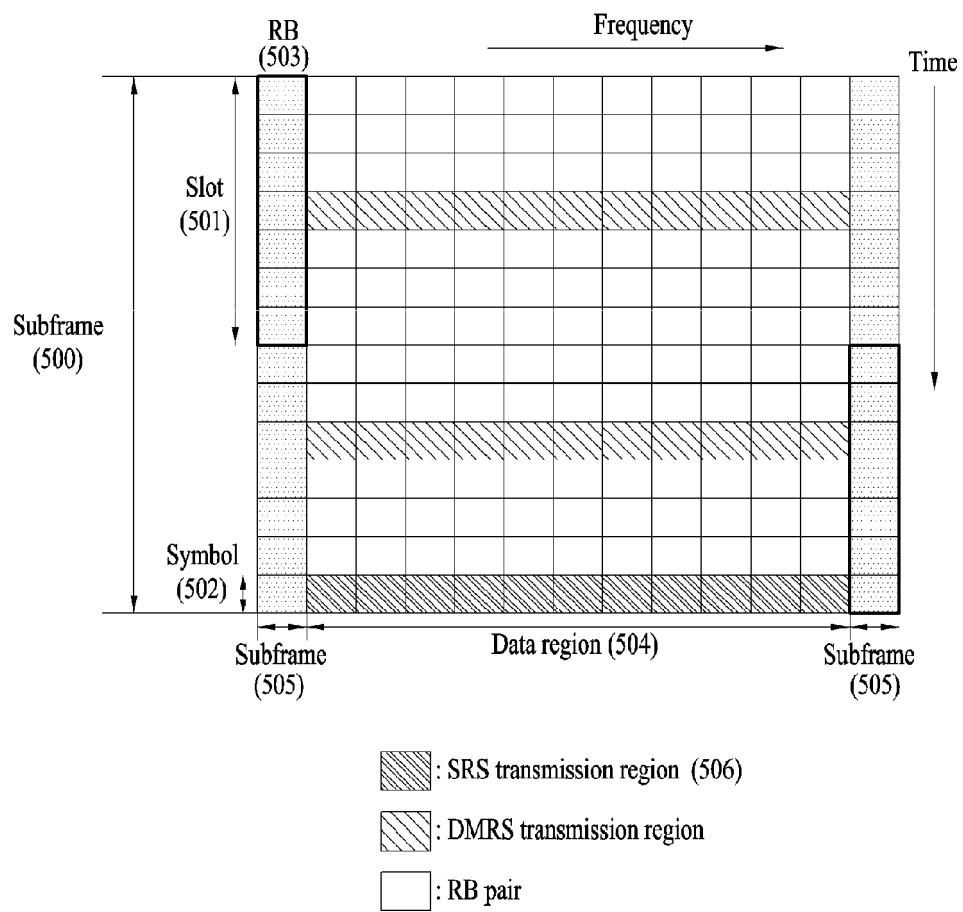 RB
(503)
Frequency
Time
Slot
(501)
Subframe
(500)
Symbol
(502)
Subframe
(505)
Data region (504)
Subframe
(505)
: SRS transmission region (506)
: DMRS transmission region
: RB pair